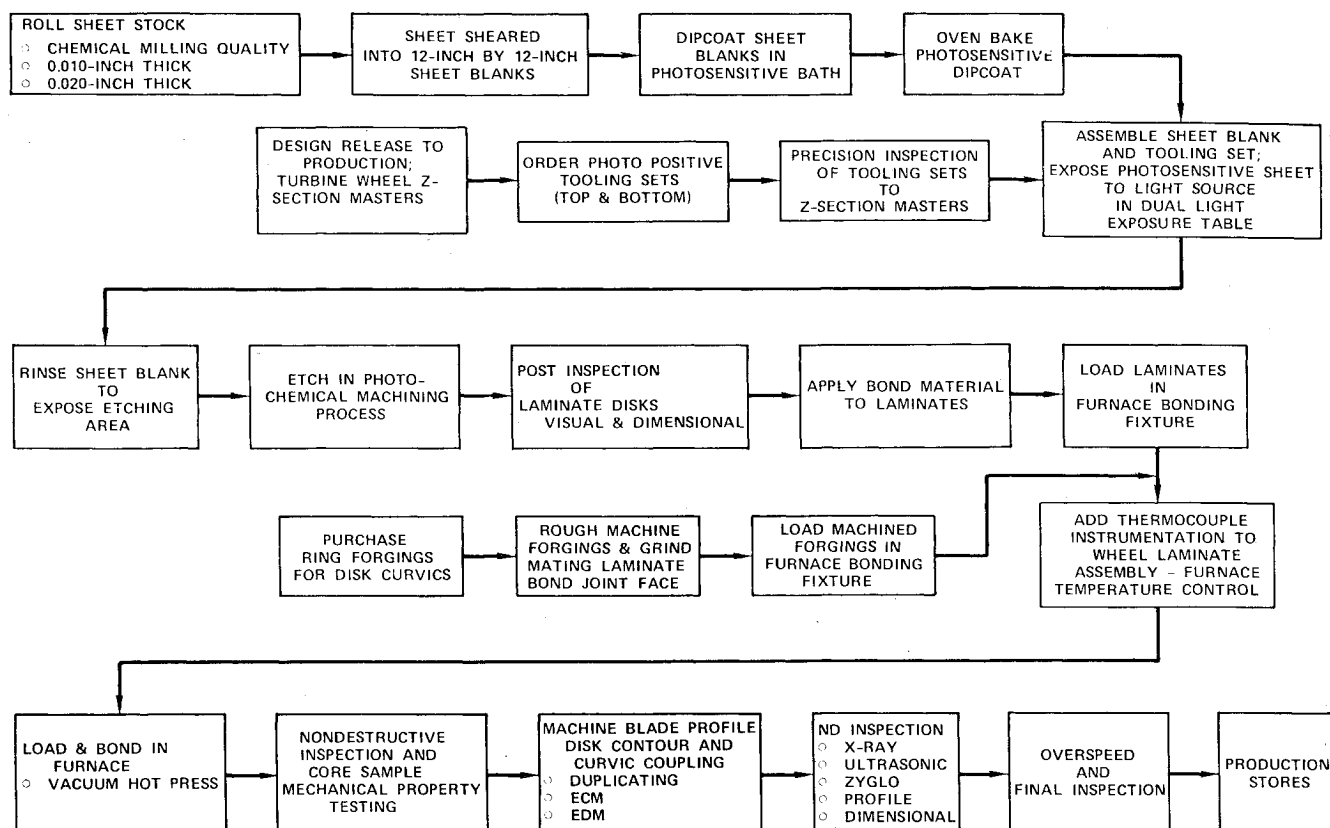 ROLL SHEET STOCK
○ CHEMICAL MILLING QUALITY
○ 0.010-INCH THICK
○ 0.020-INCH THICK
SHEET SHEARED
INTO 12-INCH BY 12-INCH
SHEET BLANKS
DIPCOAT SHEET
BLANKS IN
PHOTOSENSITIVE BATH
OVEN BAKE
PHOTOSENSITIVE
DIPCOAT
DESIGN RELEASE TO
PRODUCTION;
TURBINE WHEEL Z-
SECTION MASTERS
ORDER PHOTO POSITIVE
TOOLING SETS
(TOP & BOTTOM)
PRECISION INSPECTION
OF TOOLING SETS
TO
Z-SECTION MASTERS
ASSEMBLE SHEET BLANK
AND TOOLING SET;
EXPOSE PHOTOSENSITIVE SHEET
TO LIGHT SOURCE
IN DUAL LIGHT
EXPOSURE TABLE
RINSE SHEET BLANK
TO
EXPOSE ETCHING
AREA
ETCH IN PHOTO-
CHEMICAL MACHINING
PROCESS
POST INSPECTION
OF
LAMINATE DISKS
VISUAL & DIMENSIONAL
APPLY BOND MATERIAL
TO LAMINATES
LOAD LAMINATES
IN
FURNACE BONDING
FIXTURE
PURCHASE
RING FORGINGS
FOR DISK CURVICS
ROUGH MACHINE
FORGINGS & GRIND
MATING LAMINATE
BOND JOINT FACE
LOAD MACHINED
FORGINGS IN
FURNACE BONDING
FIXTURE
ADD THERMOCOUPLE
INSTRUMENTATION TO
WHEEL LAMINATE
ASSEMBLY - FURNACE
TEMPERATURE CONTROL
LOAD & BOND IN
FURNACE
○ VACUUM HOT PRESS
NONDESTRUCTIVE
INSPECTION AND
CORE SAMPLE
MECHANICAL PROPERTY
TESTING
MACHINE BLADE PROFILE
DISK CONTOUR AND
CURVIC COUPLING
○ DUPLICATING
○ ECM
○ EDM
ND INSPECTION
○ X-RAY
○ ULTRASONIC
○ ZYGLO
○ PROFILE
○ DIMENSIONAL
OVERSPEED
AND
FINAL INSPECTION
PRODUCTION
STORES